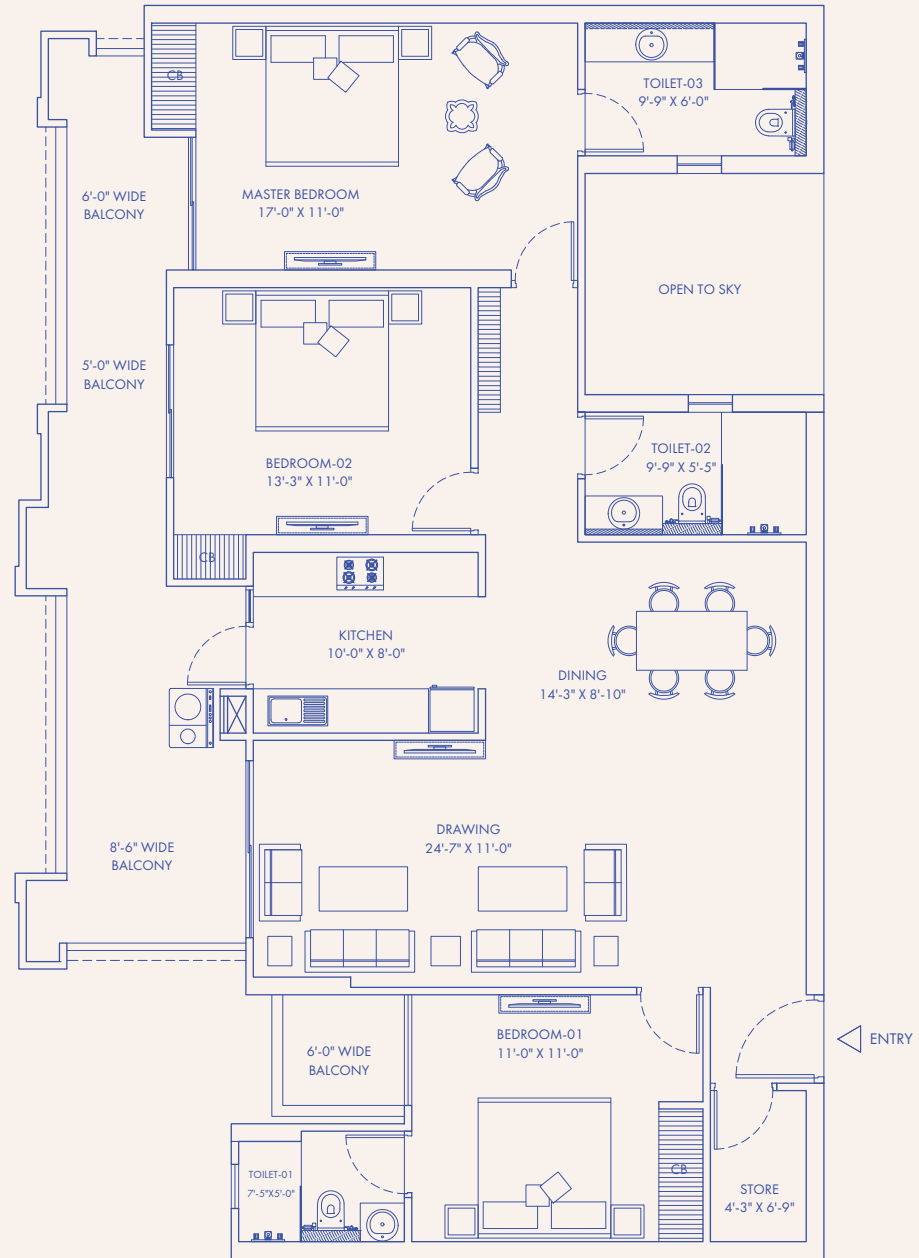 CB
TOILET-03
9'-9" X 6'-0"
6'-0" WIDE
BALCONY
MASTER BEDROOM
17'-0" X 11'-0"
OPEN TO SKY
5'-0" WIDE
BALCONY
BEDROOM-02
13'-3" X 11'-0"
TOILET-02
9'-9" X 5'-5"
CB
KITCHEN
10'-0" X 8'-0"
DINING
14'-3" X 8'-10"
DRAWING
24'-7" X 11'-0"
8'-6" WIDE
BALCONY
BEDROOM-01
11'-0" X 11'-0"
ENTRY
6'-0" WIDE
BALCONY
TOILET-01
7'-5"X5'-0"
CB
STORE
4'-3" X 6'-9"